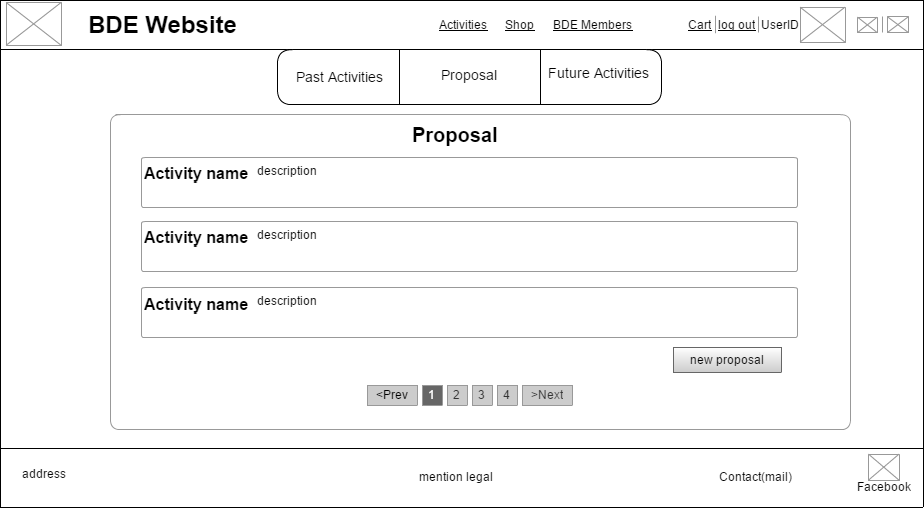 BDE Website
Activities Shop BDE Members Cart log out UserID
Past Activities Proposal Future Activities
Proposal
Activity name description
Activity name description
Activity name description
new proposal
<Prev 1 2 3 4 >Next
address mention legal Contact(mail)
Facebook